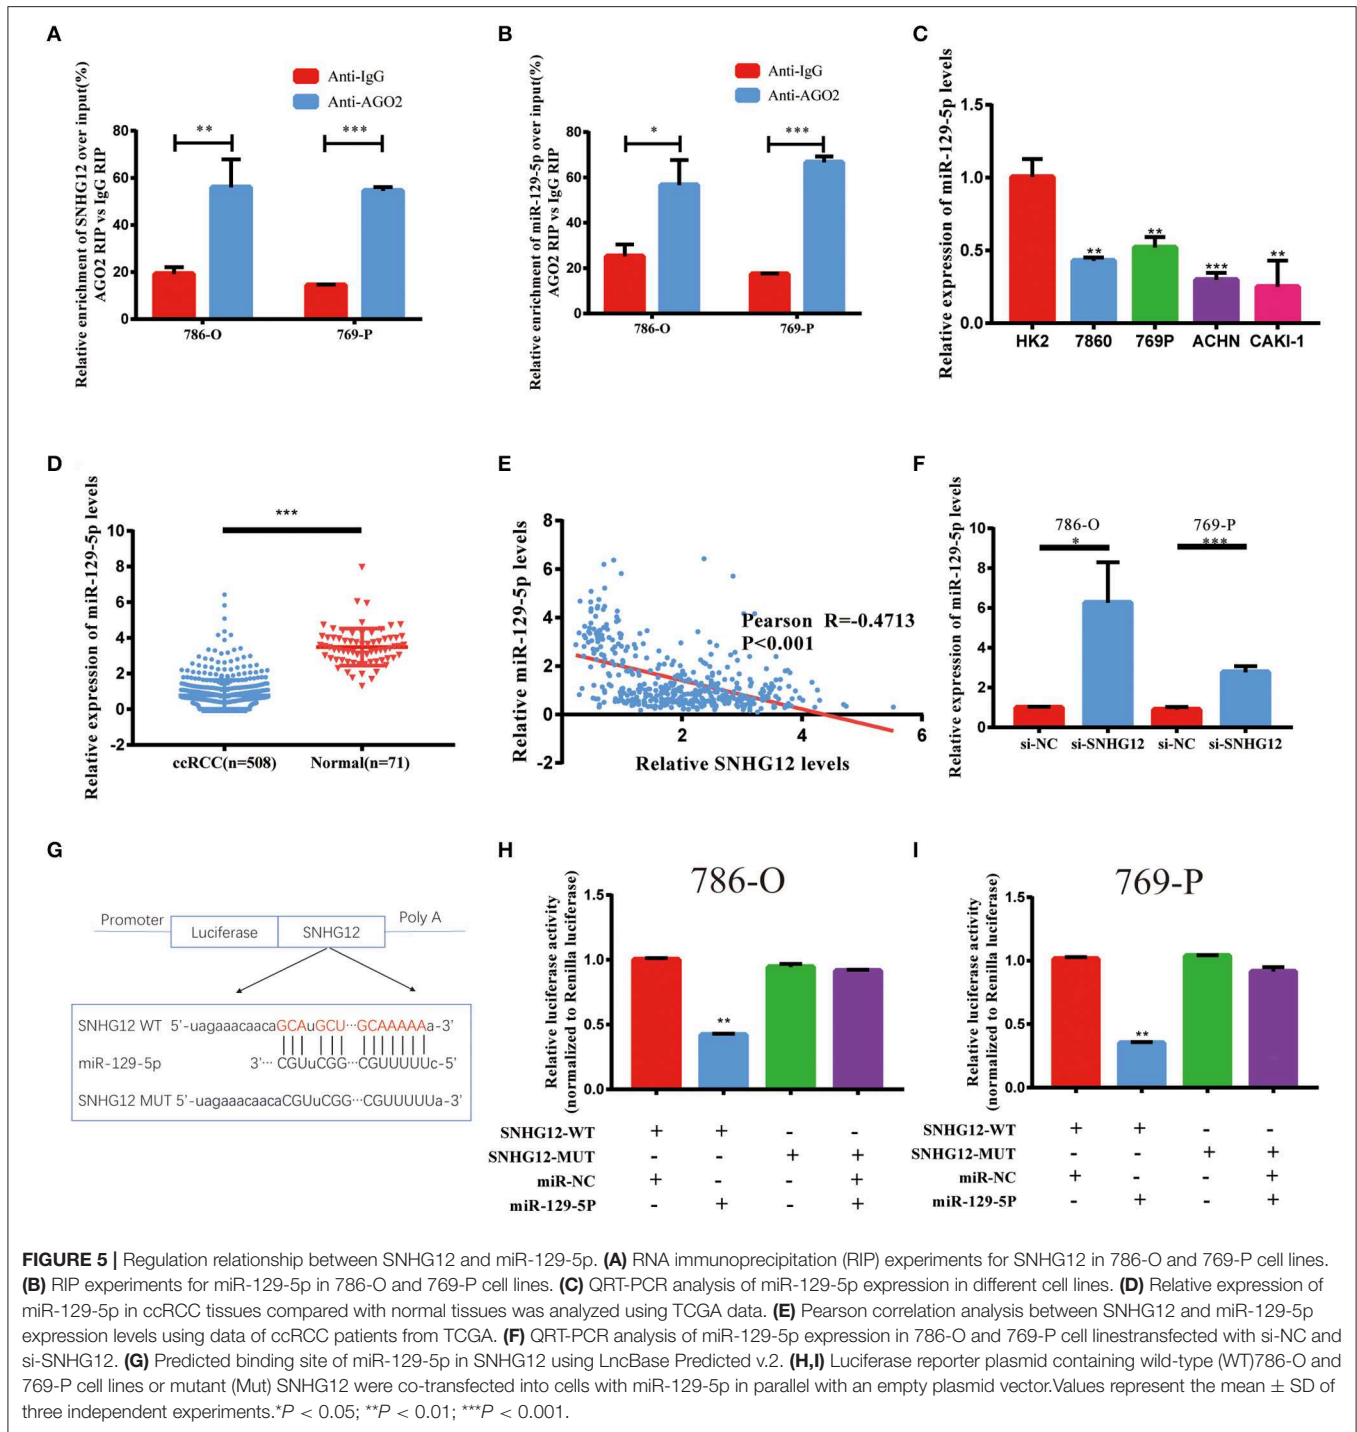 A
Relative enrichment of SNHG12 over input(%)
AGO2 RIP vs IgG RIP
Anti-IgG
Anti-AGO2
80
60
40
20
0
**
***
786-O
769-P
B
Relative enrichment of miR-129-5p over input(%)
AGO2 RIP vs IgG RIP
Anti-IgG
Anti-AGO2
80
60
40
20
0
*
***
786-O
769-P
C
Relative expression of miR-129-5p levels
1.5
1.0
0.5
0.0
**
**
***
**
HK2 7860 769P ACHN CAKI-1
D
Relative expression of miR-129-5p levels
10
8
6
4
2
0
-2
***
ccRCC(n=508)
Normal(n=71)
E
Relative miR-129-5p levels
8
6
4
2
0
-2
Pearson R=-0.4713
P<0.001
2 4 6
Relative SNHG12 levels
F
Relative expression of miR-129-5p levels
10
8
6
4
2
0
786-O
*
769-P
***
si-NC si-SNHG12 si-NC si-SNHG12
G
Promoter
Luciferase
SNHG12
Poly A
SNHG12 WT 5'-uagaaacaacaGCAuGCU···GCAAAAAa-3'
miR-129-5p 3'··· CGUuCGG···CGUUUUUc-5'
SNHG12 MUT 5'-uagaaacaacaCGUuCGG···CGUUUUUa-3'
H
786-O
Relative luciferase activity
(normalized to Renilla luciferase)
1.5
1.0
0.5
0.0
**
SNHG12-WT + + - -
SNHG12-MUT - - + +
miR-NC + - - +
miR-129-5P - + - +
I
769-P
Relative luciferase activity
(normalized to Renilla luciferase)
1.5
1.0
0.5
0.0
**
SNHG12-WT + + - -
SNHG12-MUT - - + +
miR-NC + - - +
miR-129-5P - + - +
FIGURE 5 | Regulation relationship between SNHG12 and miR-129-5p. (A) RNA immunoprecipitation (RIP) experiments for SNHG12 in 786-O and 769-P cell lines.
(B) RIP experiments for miR-129-5p in 786-O and 769-P cell lines. (C) QRT-PCR analysis of miR-129-5p expression in different cell lines. (D) Relative expression of
miR-129-5p in ccRCC tissues compared with normal tissues was analyzed using TCGA data. (E) Pearson correlation analysis between SNHG12 and miR-129-5p
expression levels using data of ccRCC patients from TCGA. (F) QRT-PCR analysis of miR-129-5p expression in 786-O and 769-P cell linestransfected with si-NC and
si-SNHG12. (G) Predicted binding site of miR-129-5p in SNHG12 using LncBase Predicted v.2. (H,I) Luciferase reporter plasmid containing wild-type (WT)786-O and
769-P cell lines or mutant (Mut) SNHG12 were co-transfected into cells with miR-129-5p in parallel with an empty plasmid vector.Values represent the mean ± SD of
three independent experiments.*P < 0.05; **P < 0.01; ***P < 0.001.